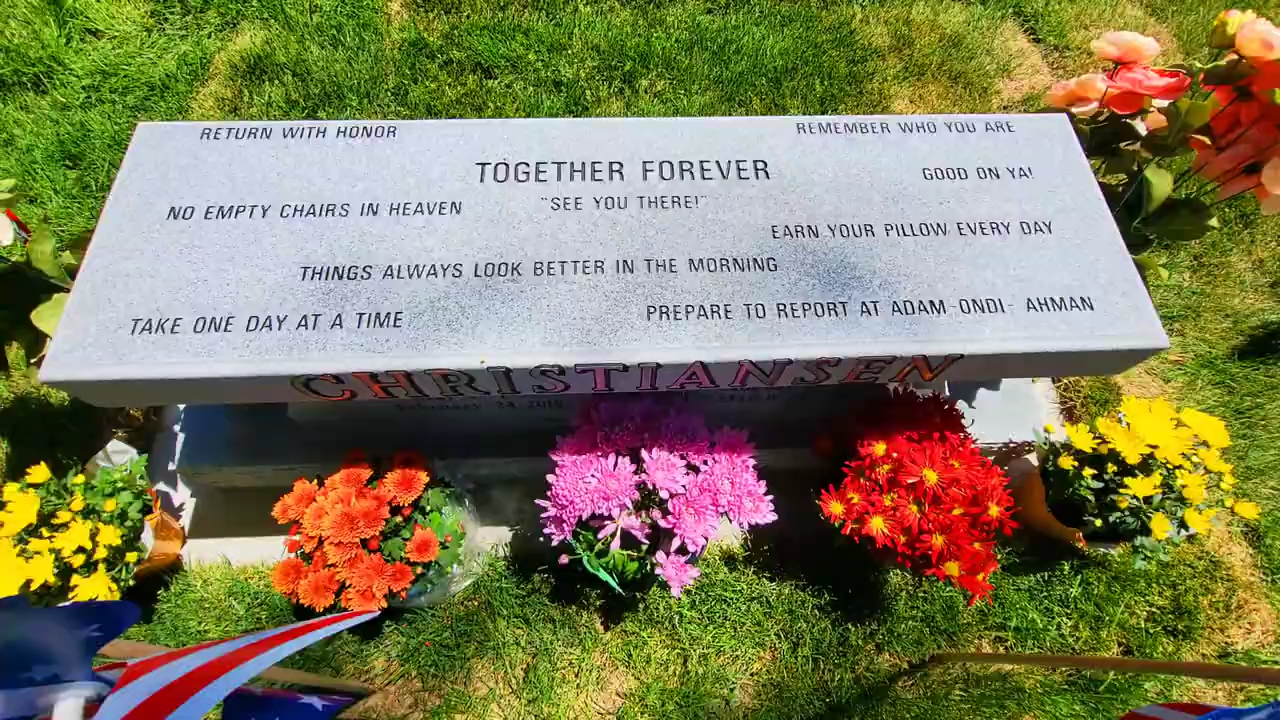 RETURN WITH HONOR
REMEMBER WHO YOU ARE
TOGETHER FOREVER
GOOD ON YA!
NO EMPTY CHAIRS IN HEAVEN
"SEE YOU THERE!"
EARN YOUR PILLOW EVERY DAY
THINGS ALWAYS LOOK BETTER IN THE MORNING
TAKE ONE DAY AT A TIME
PREPARE TO REPORT AT ADAM-ONDI-AHMAN
CHRISTIANSEN